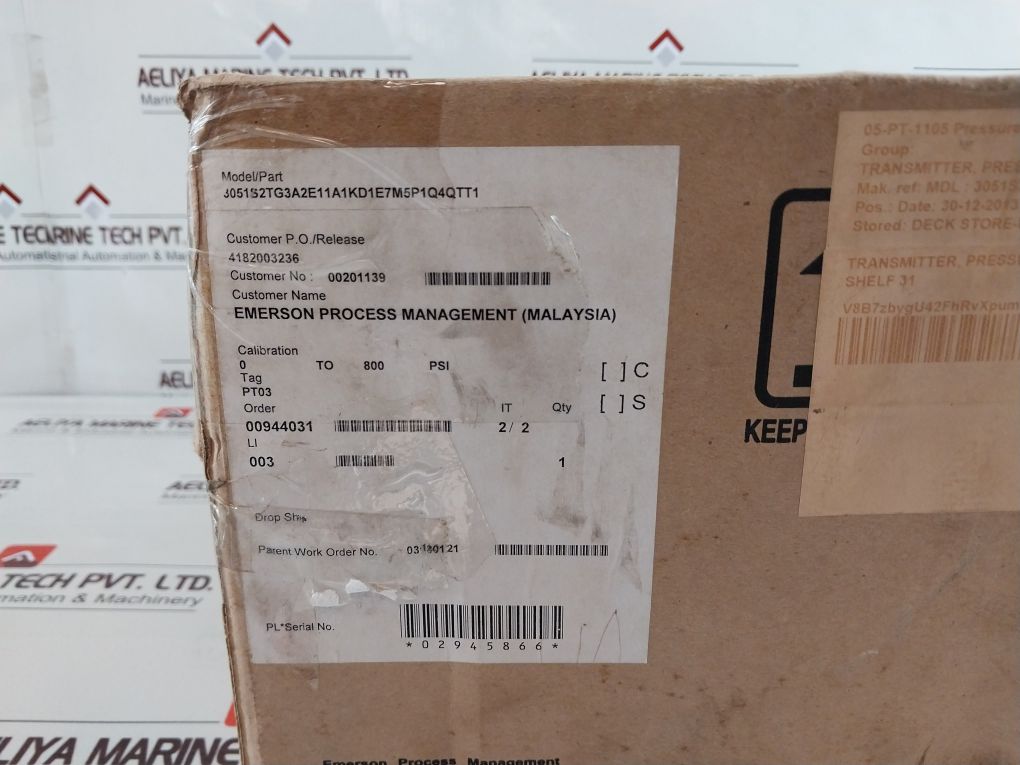 AELIYA MARINE TECH PVT. LTD.
Model/Part
3051S2TG3A2E11A1KD1E7M5P1Q4QTT1
Customer P.O./Release
4182003236
Customer No : 00201139
Customer Name
EMERSON PROCESS MANAGEMENT (MALAYSIA)
Calibration
0 TO 800 PSI
Tag
PT03
[ ] C
[ ] S
Order IT Qty
00944031 2 / 2
LI
003 1
Drop Ship
Parent Work Order No.
PL*Serial No.
*02945866*
Emerson Process Management
KEEP
05-PT-1105 Pressure
Group:
TRANSMITTER, PRES
Mak. ref: MDL : 3051S
Pos.: Date: 30-12-2013
Stored: DECK STORE-
TRANSMITTER, PRESS
SHELF 31
V8B7zbygU42FhRvXpum
TECH PVT. LTD.
mation & Machinery
ELIYA MARINE